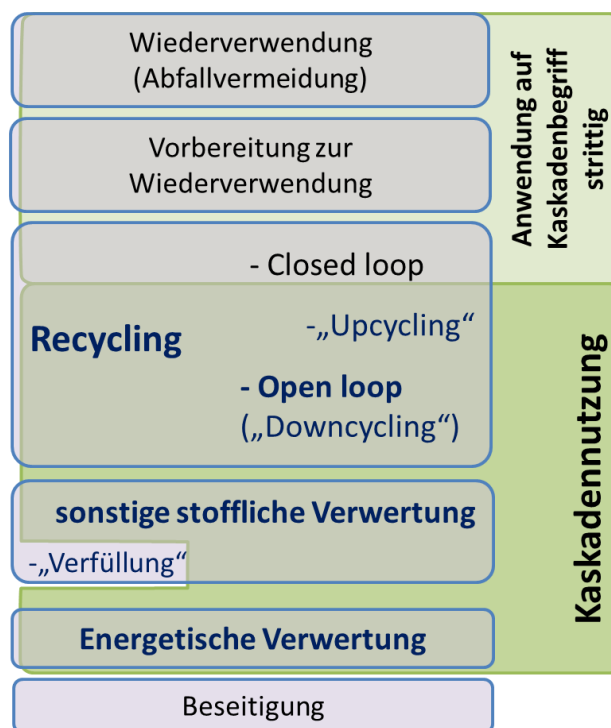 Wiederverwendung
(Abfallvermeidung)
Vorbereitung zur
Wiederverwendung
- Closed loop
Recycling
-„Upcycling“
- Open loop
(„Downcycling“)
sonstige stoffliche Verwertung
-„Verfüllung“
Energetische Verwertung
Beseitigung
Anwendung auf
Kaskadenbegriff
strittig
Kaskadennutzung